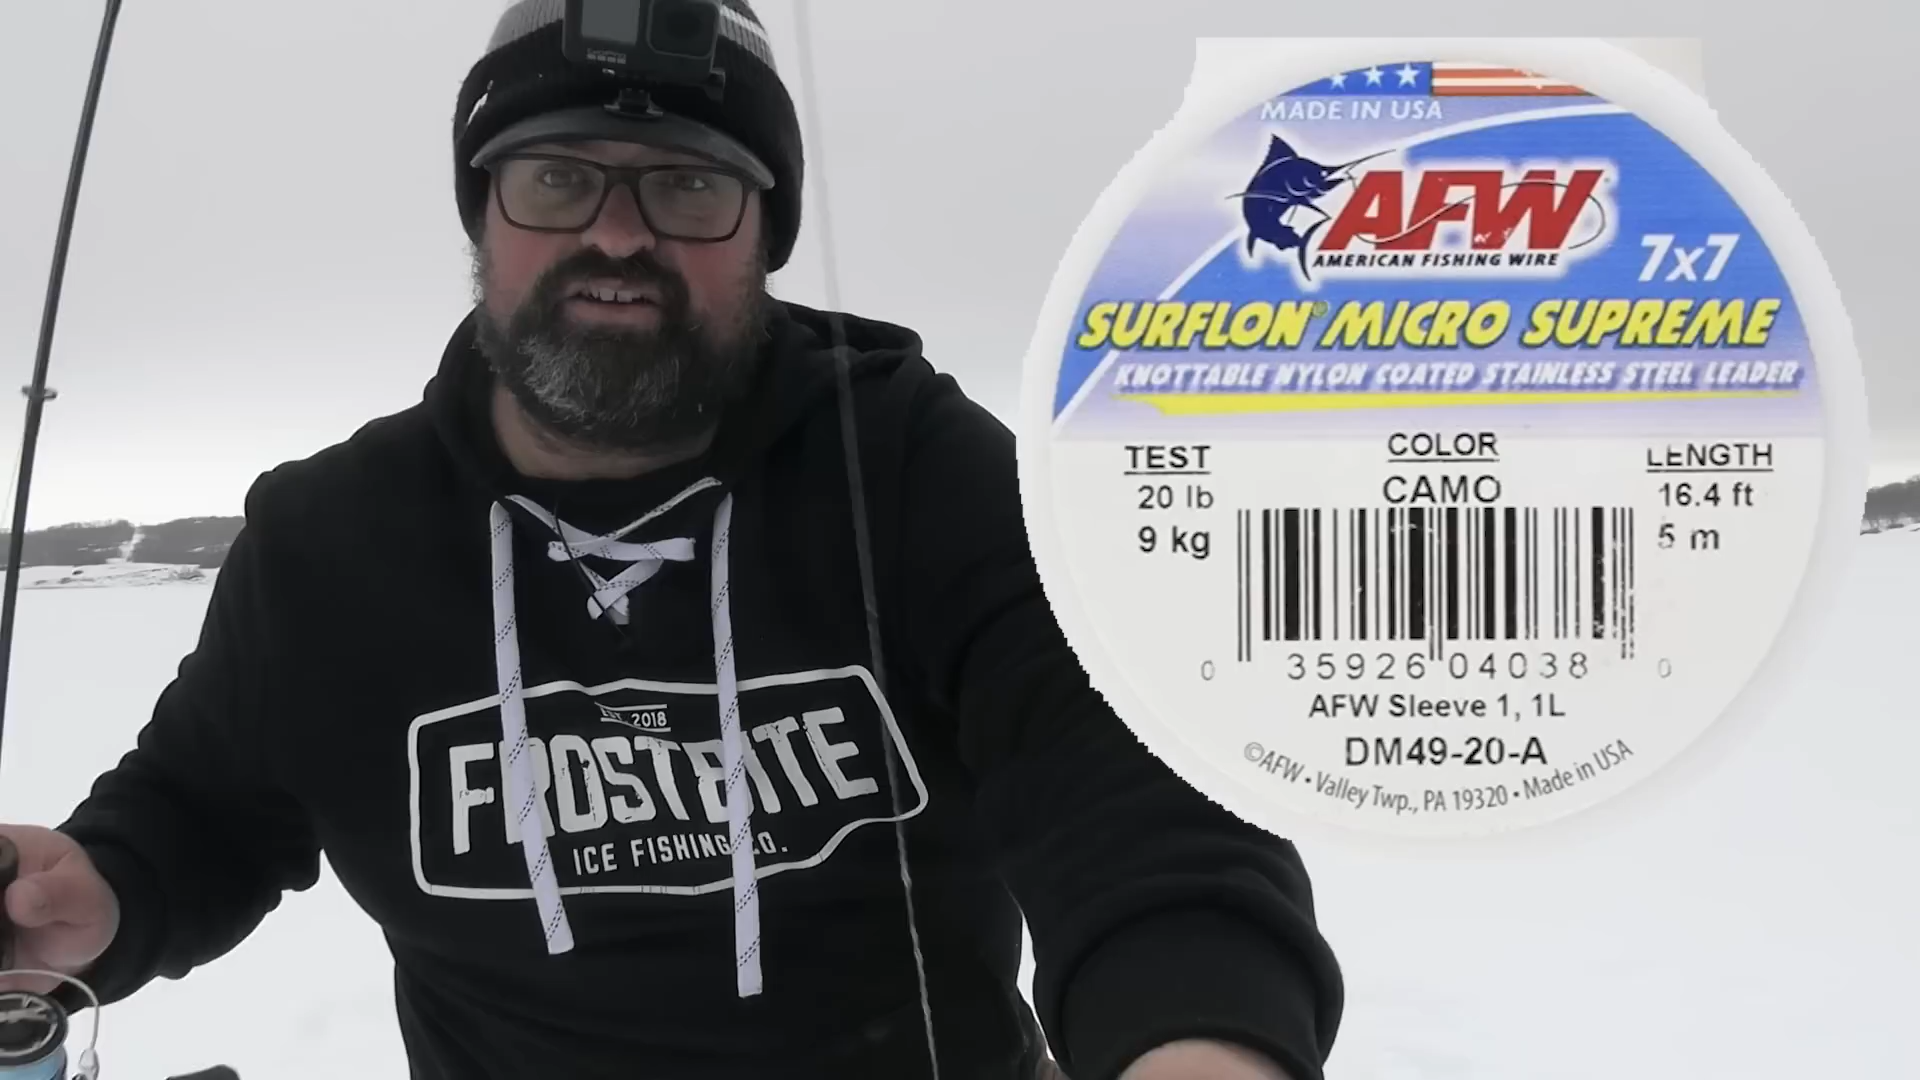 GoPro
EST. 2018
FROSTBITE
ICE FISHING CO.
MADE IN USA
AFW
AMERICAN FISHING WIRE
7x7
SURFLON® MICRO SUPREME
KNOTTABLE NYLON COATED STAINLESS STEEL LEADER
TEST
20 lb
9 kg
COLOR
CAMO
LENGTH
16.4 ft
5 m
0 35926 04038 0
AFW Sleeve 1, 1L
DM49-20-A
©AFW • Valley Twp., PA 19320 • Made in USA